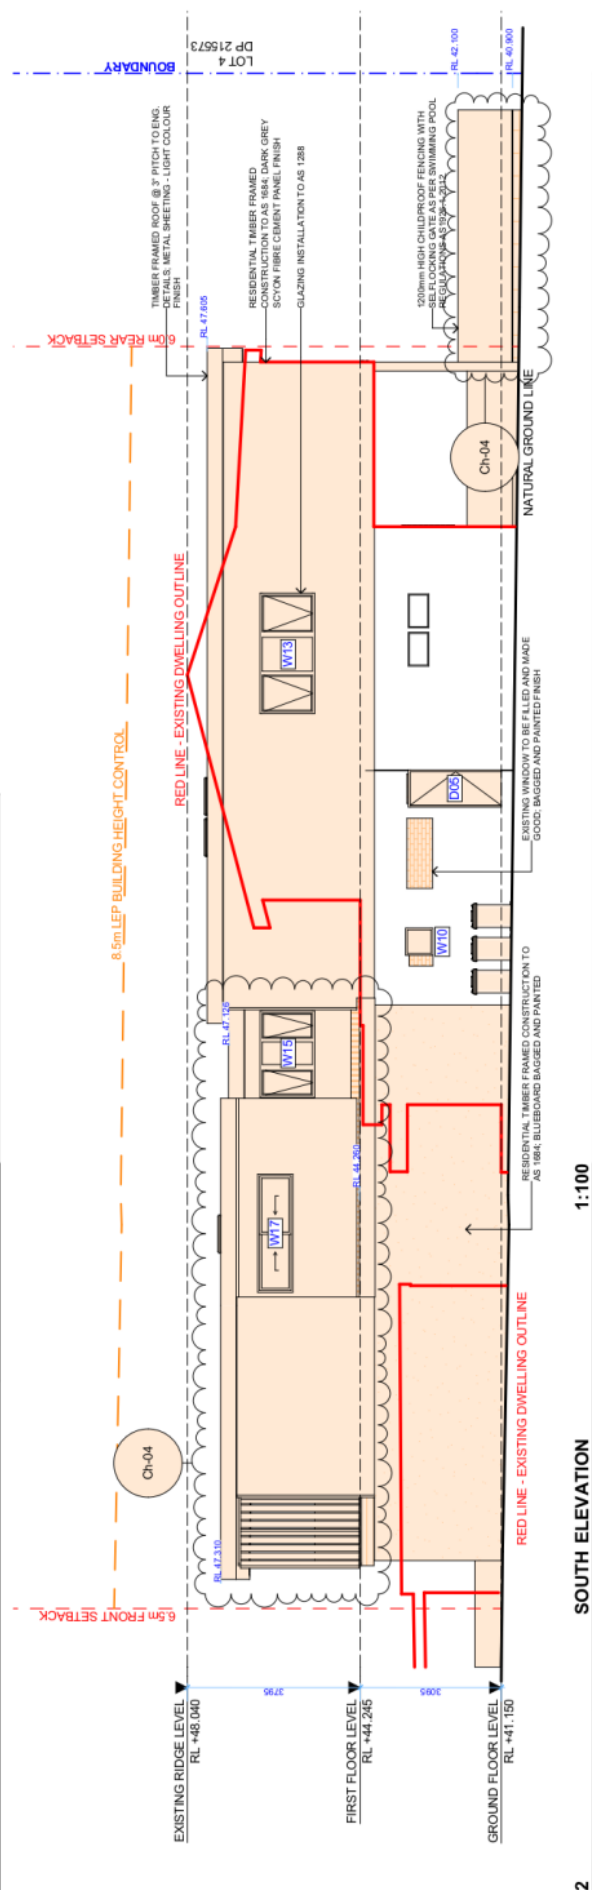 LOT 4
DP 215573
BOUNDARY
RL 42.100
RL 40.900
TIMBER FRAMED ROOF @ 3° PITCH TO ENG.
DETAILS; METAL SHEETING - LIGHT COLOUR
FINISH
RESIDENTIAL TIMBER FRAMED
CONSTRUCTION TO AS 1684; DARK GREY
SCYON FIBRE CEMENT PANEL FINISH
GLAZING INSTALLATION TO AS 1288
1200mm HIGH CHILDPROOF FENCING WITH
SELFLOCKING GATE AS PER SWIMMING POOL
REGULATIONS AS1926.1-2012
6.0m REAR SETBACK
RL 47.605
Ch-04
NATURAL GROUND LINE
8.5m LEP BUILDING HEIGHT CONTROL
RED LINE - EXISTING DWELLING OUTLINE
W13
D05
EXISTING WINDOW TO BE FILLED AND MADE
GOOD; BAGGED AND PAINTED FINISH
W10
RL 47.126
W15
RL 44.260
W17
RESIDENTIAL TIMBER FRAMED CONSTRUCTION TO
AS 1684; BLUEBOARD BAGGED AND PAINTED
Ch-04
RL 47.310
RED LINE - EXISTING DWELLING OUTLINE
6.5m FRONT SETBACK
3795
3095
EXISTING RIDGE LEVEL
RL +48.040
FIRST FLOOR LEVEL
RL +44.245
GROUND FLOOR LEVEL
RL +41.150
2
SOUTH ELEVATION
1:100